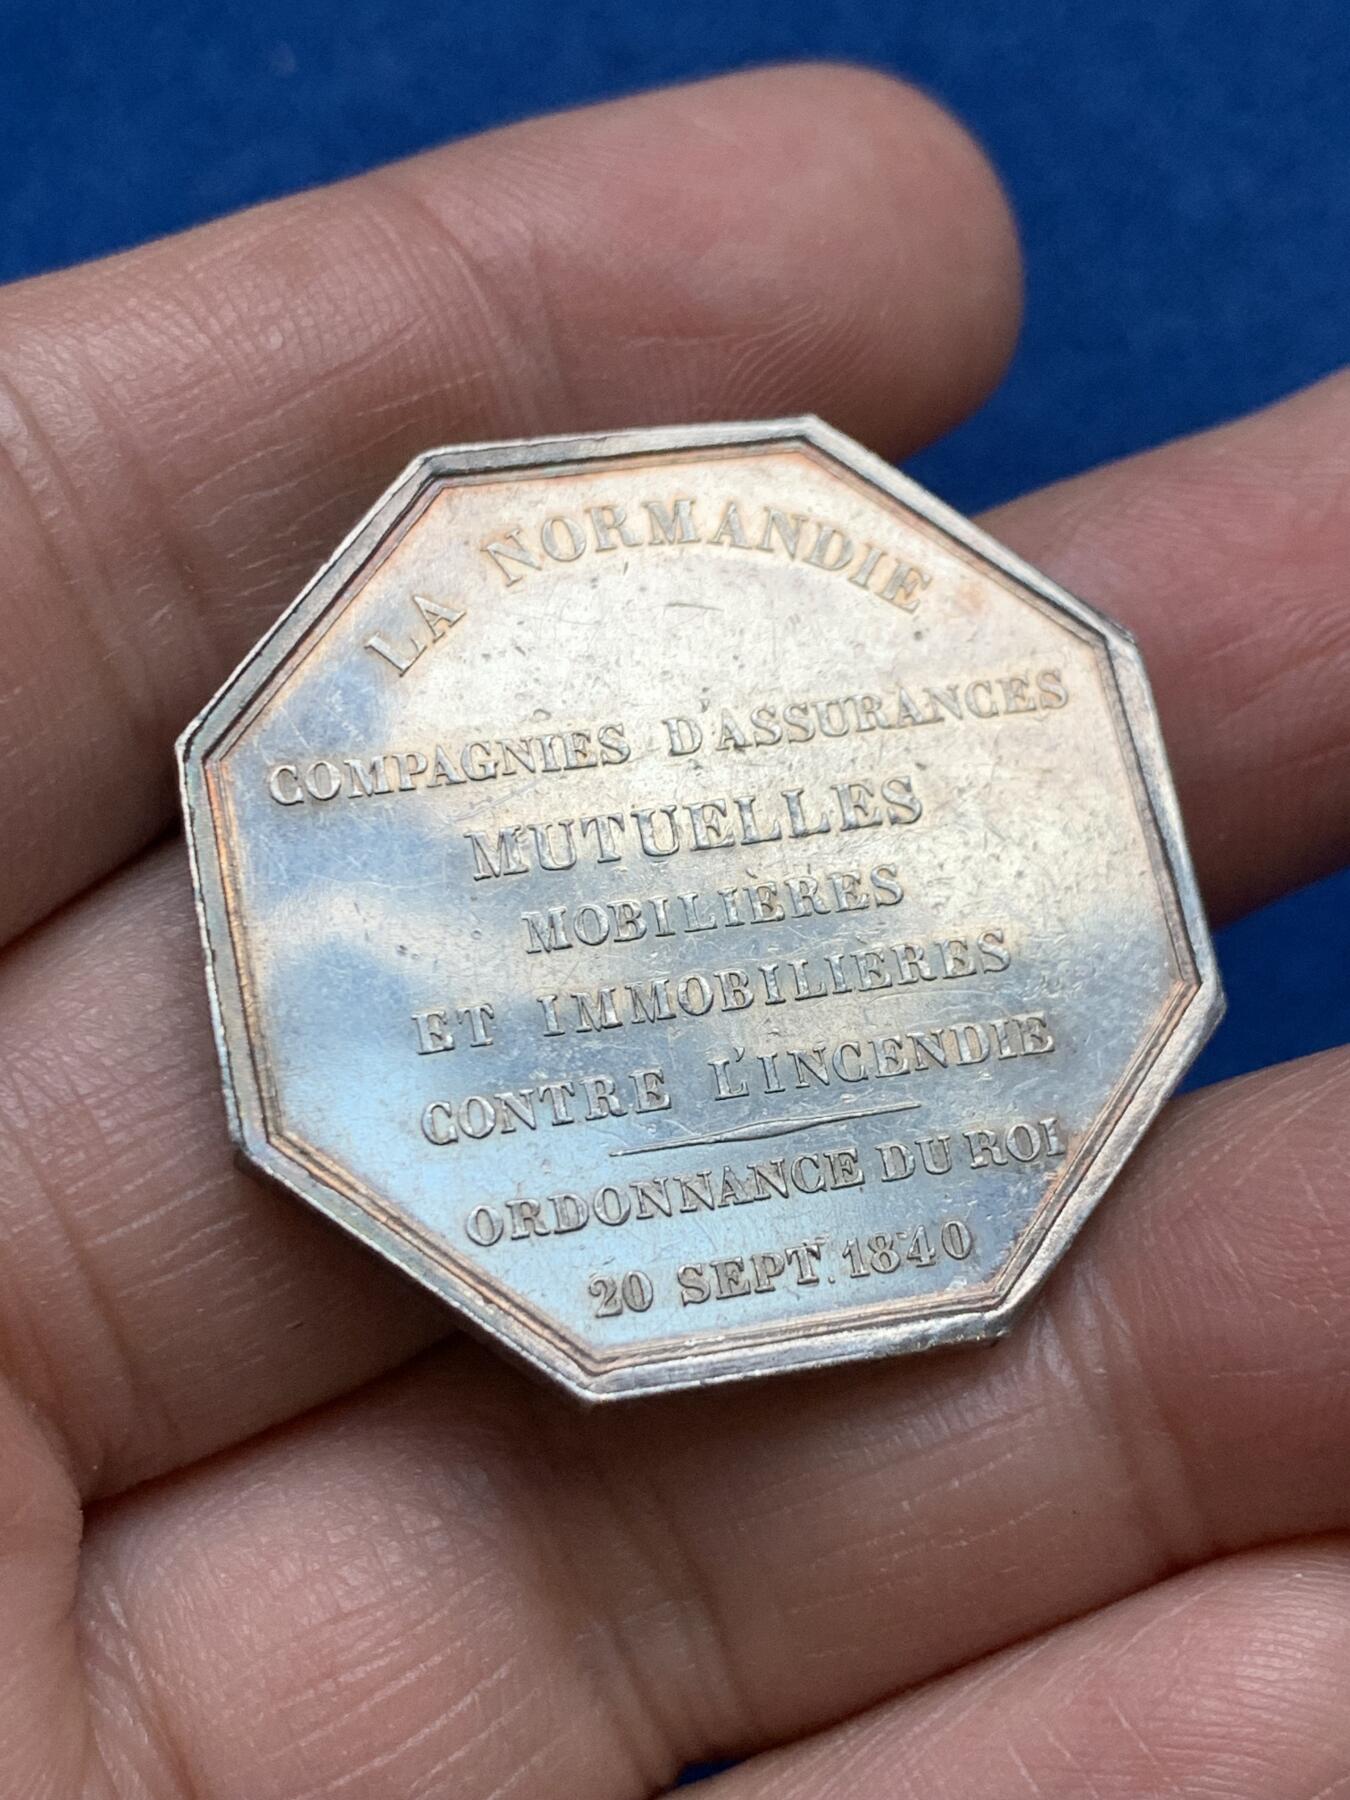 LA NORMANDIE
COMPAGNIES D'ASSURANCES
MUTUELLES
MOBILIÈRES
ET IMMOBILIÈRES
CONTRE L'INCENDIE
ORDONNANCE DU ROI
20 SEPT. 1840